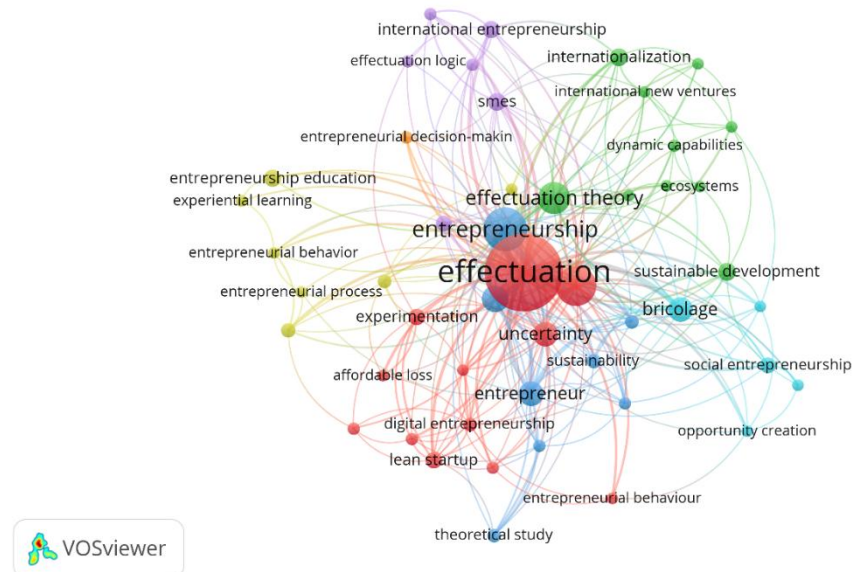 international entrepreneurship
effectuation logic
internationalization
international new ventures
smes
entrepreneurial decision-makin
dynamic capabilities
entrepreneurship education
experiential learning
effectuation theory
ecosystems
entrepreneurship
entrepreneurial behavior
effectuation
sustainable development
entrepreneurial process
experimentation
bricolage
uncertainty
sustainability
social entrepreneurship
affordable loss
entrepreneur
digital entrepreneurship
opportunity creation
lean startup
entrepreneurial behaviour
theoretical study
VOSviewer